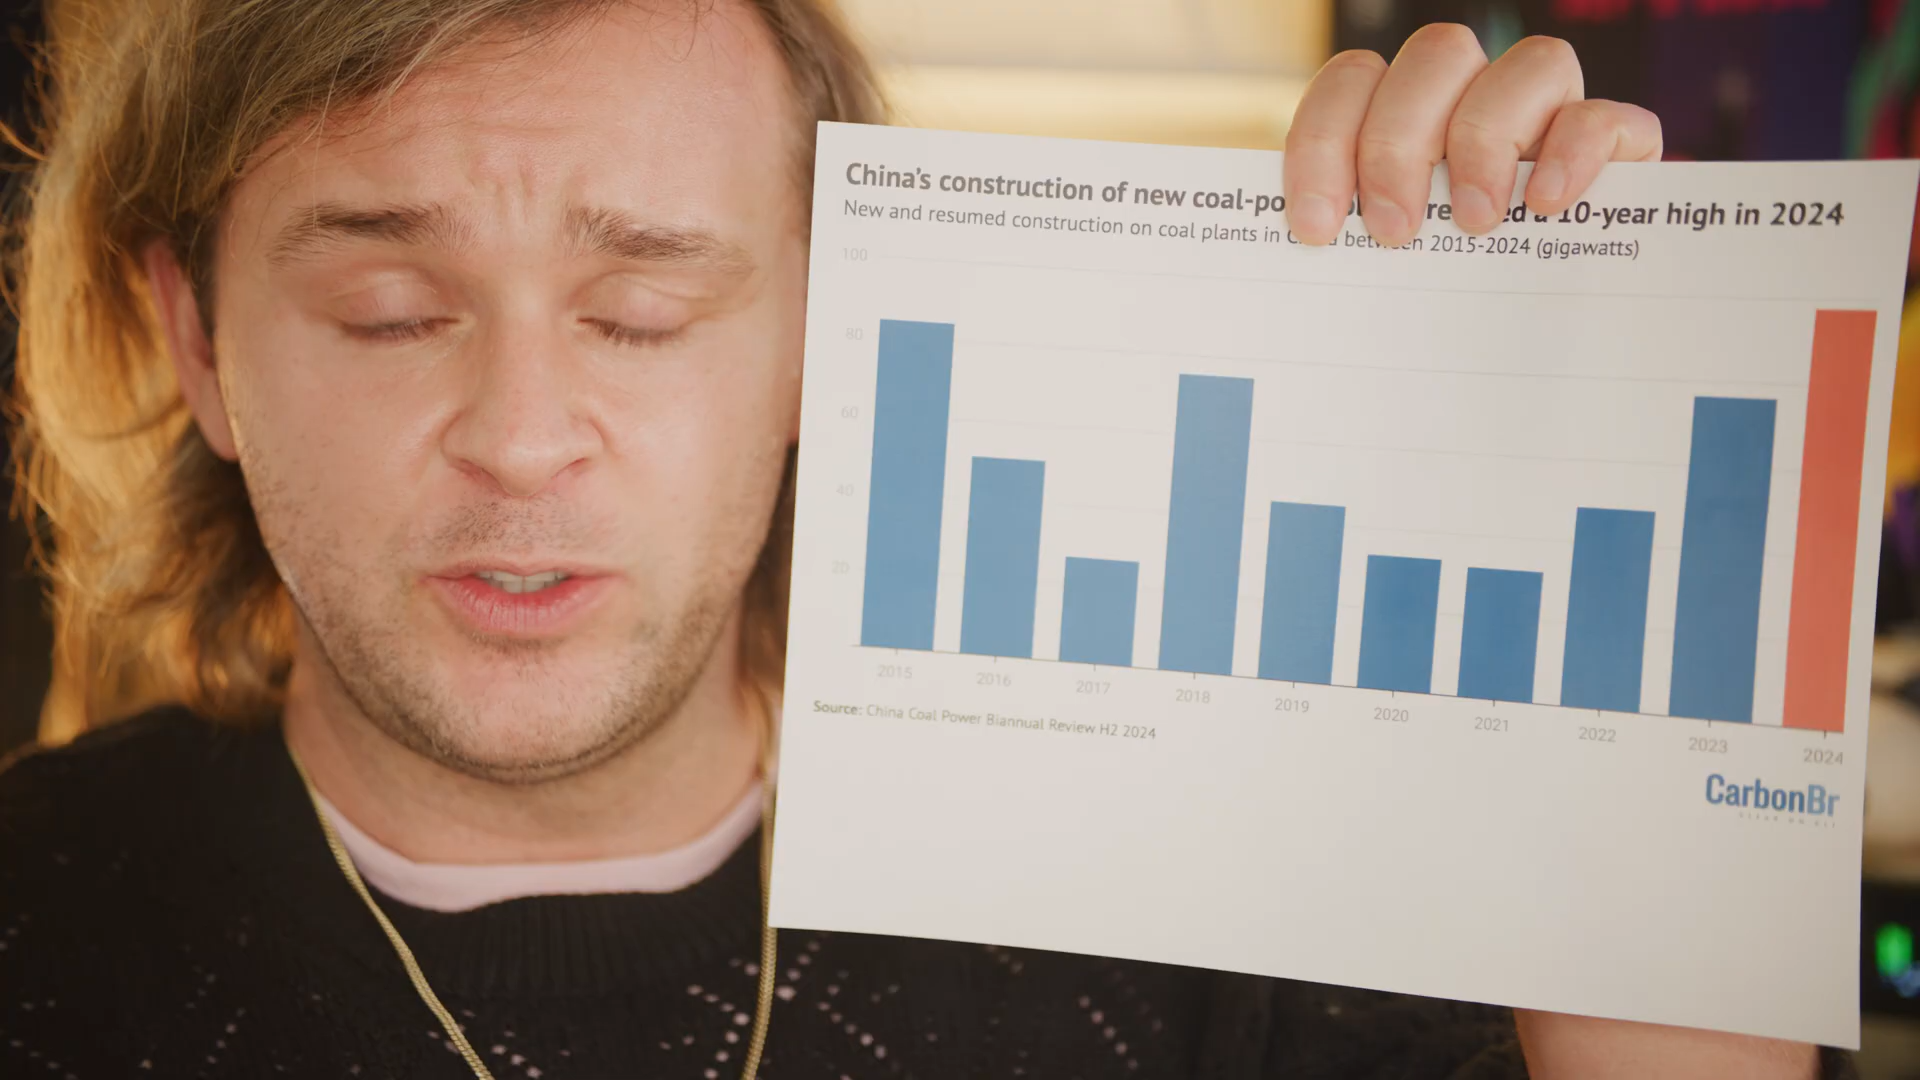 China's construction of new coal-po re ed a 10-year high in 2024
New and resumed construction on coal plants in C a between 2015-2024 (gigawatts)
100
80
60
40
20
2015 2016 2017 2018 2019 2020 2021 2022 2023 2024
Source: China Coal Power Biannual Review H2 2024
CarbonBr